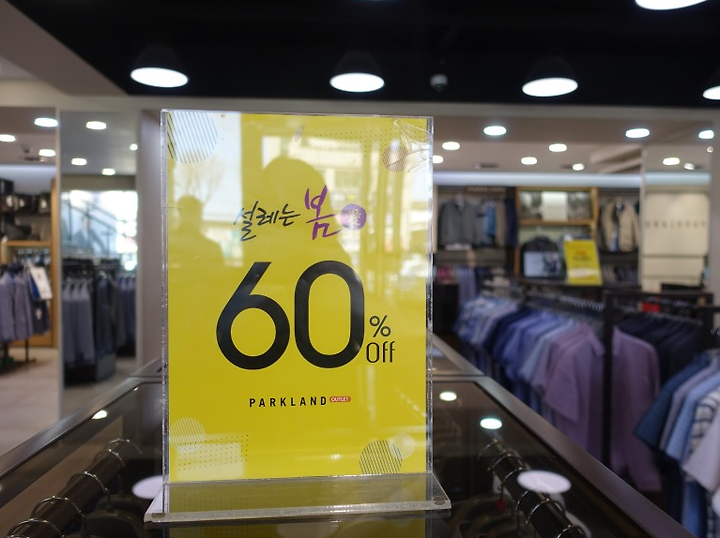 설레는 봄
60%
Off
PARKLAND OUTLET